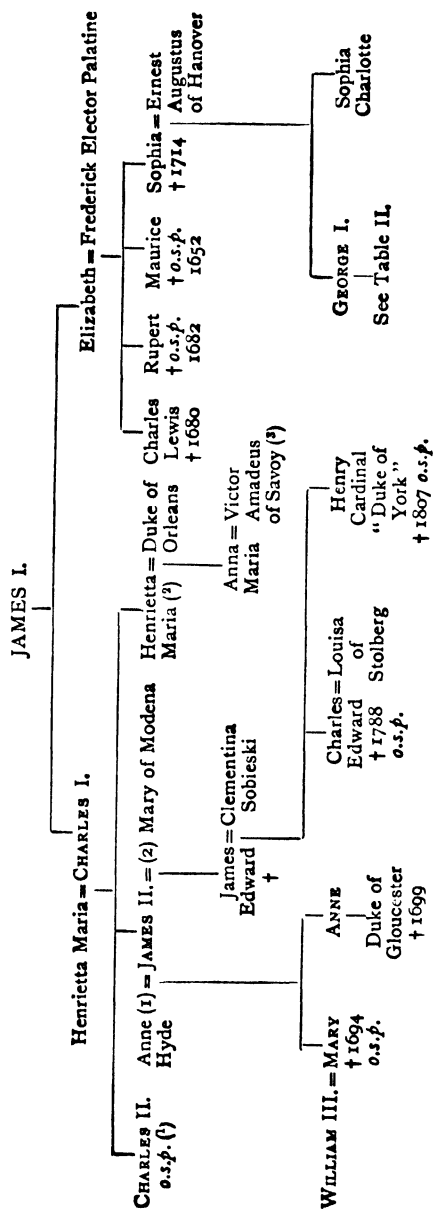 JAMES I.
Henrietta Maria = CHARLES I.
Elizabeth = Frederick Elector Palatine
CHARLES II.
o.s.p. (¹)
Anne (1) = JAMES II. = (2) Mary of Modena
Hyde
Henrietta = Duke of
Maria (²) Orleans
Charles
Lewis
† 1680
Rupert
† o.s.p.
1682
Maurice
† o.s.p.
1652
Sophia = Ernest
† 1714 Augustus
of Hanover
James = Clementina
Edward Sobieski
†
Anna = Victor
Maria Amadeus
of Savoy (³)
WILLIAM III. = MARY
† 1694
o.s.p.
ANNE
Duke of
Gloucester
† 1699
Charles = Louisa
Edward of
† 1788 Stolberg
o.s.p.
Henry
Cardinal
"Duke of
York"
† 1807 o.s.p.
GEORGE I.
See Table II.
Sophia
Charlotte